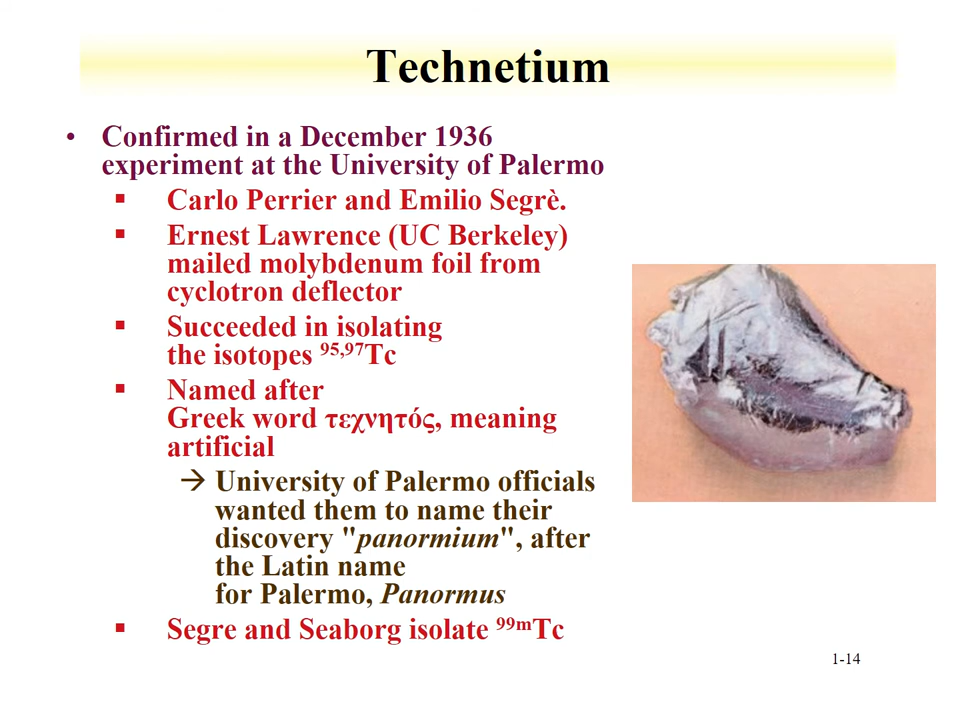 Technetium
• Confirmed in a December 1936
experiment at the University of Palermo
▪ Carlo Perrier and Emilio Segrè.
▪ Ernest Lawrence (UC Berkeley)
mailed molybdenum foil from
cyclotron deflector
▪ Succeeded in isolating
the isotopes ⁹⁵,⁹⁷Tc
▪ Named after
Greek word τεχνητός, meaning
artificial
→ University of Palermo officials
wanted them to name their
discovery "panormium", after
the Latin name
for Palermo, Panormus
▪ Segre and Seaborg isolate ⁹⁹ᵐTc
1-14